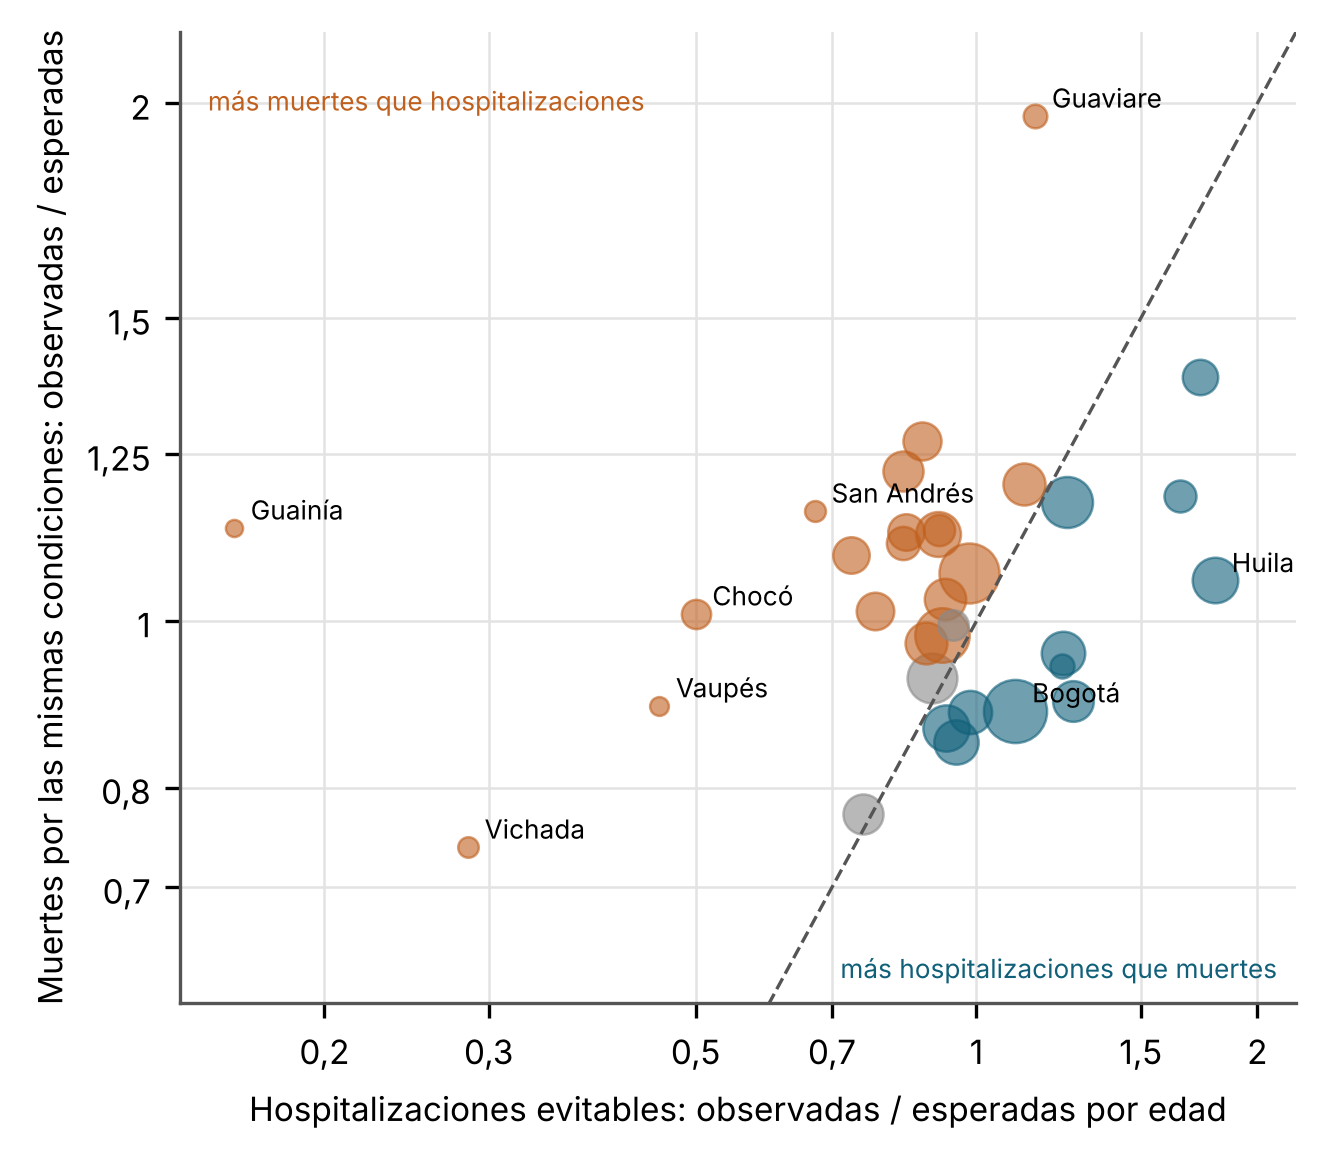 Muertes por las mismas condiciones: observadas / esperadas
más muertes que hospitalizaciones
Guaviare
Guainía
San Andrés
Chocó
Huila
Vaupés
Bogotá
Vichada
más hospitalizaciones que muertes
2
1,5
1,25
1
0,8
0,7
0,2
0,3
0,5
0,7
1
1,5
2
Hospitalizaciones evitables: observadas / esperadas por edad